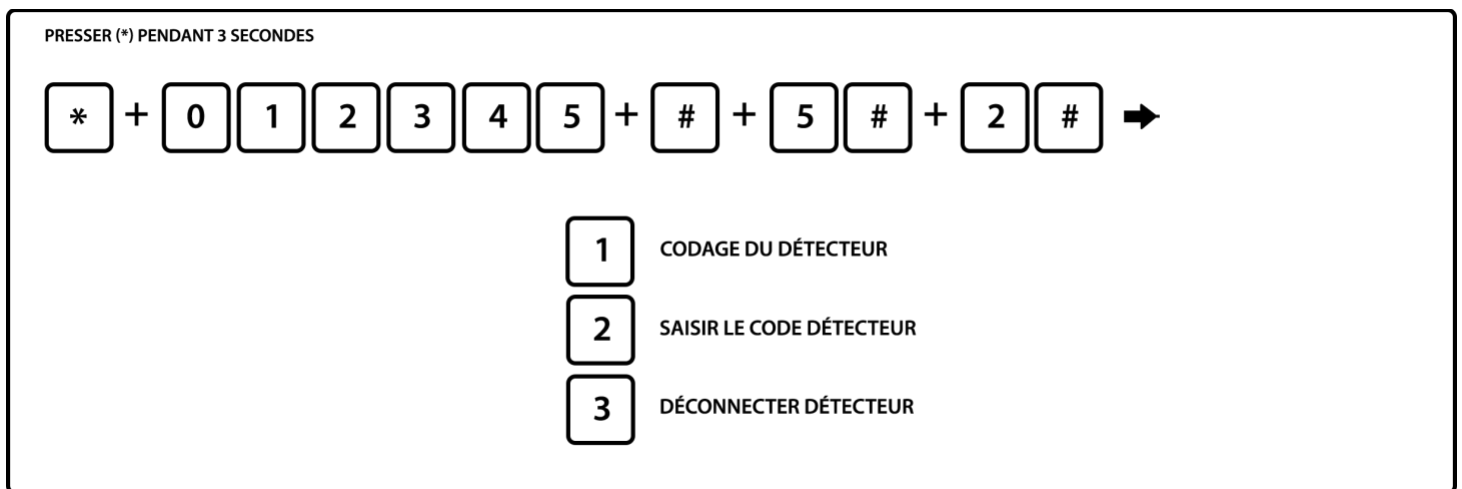 PRESSER (*) PENDANT 3 SECONDES
* + 0 1 2 3 4 5 + # + 5 # + 2 #
1 CODAGE DU DÉTECTEUR
2 SAISIR LE CODE DÉTECTEUR
3 DÉCONNECTER DÉTECTEUR